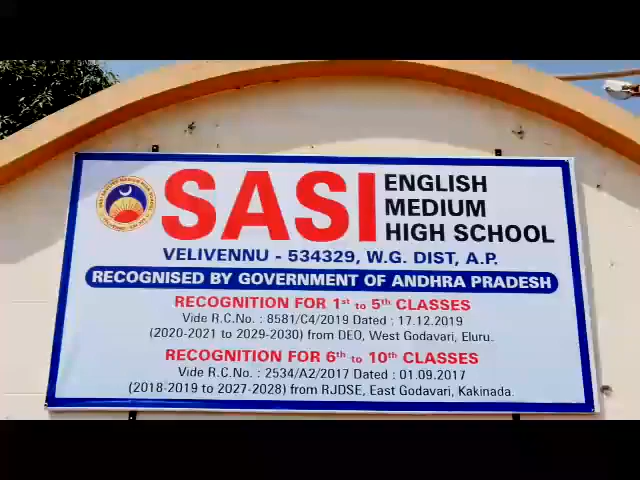 SASI ENGLISH
MEDIUM
HIGH SCHOOL
VELIVENNU - 534329, W.G. DIST, A.P.
RECOGNISED BY GOVERNMENT OF ANDHRA PRADESH
RECOGNITION FOR 1st to 5th CLASSES
Vide R.C.No. : 8581/C4/2019 Dated : 17.12.2019
(2020-2021 to 2029-2030) from DEO, West Godavari, Eluru.
RECOGNITION FOR 6th to 10th CLASSES
Vide R.C.No. : 2534/A2/2017 Dated : 01.09.2017
(2018-2019 to 2027-2028) from RJDSE, East Godavari, Kakinada.